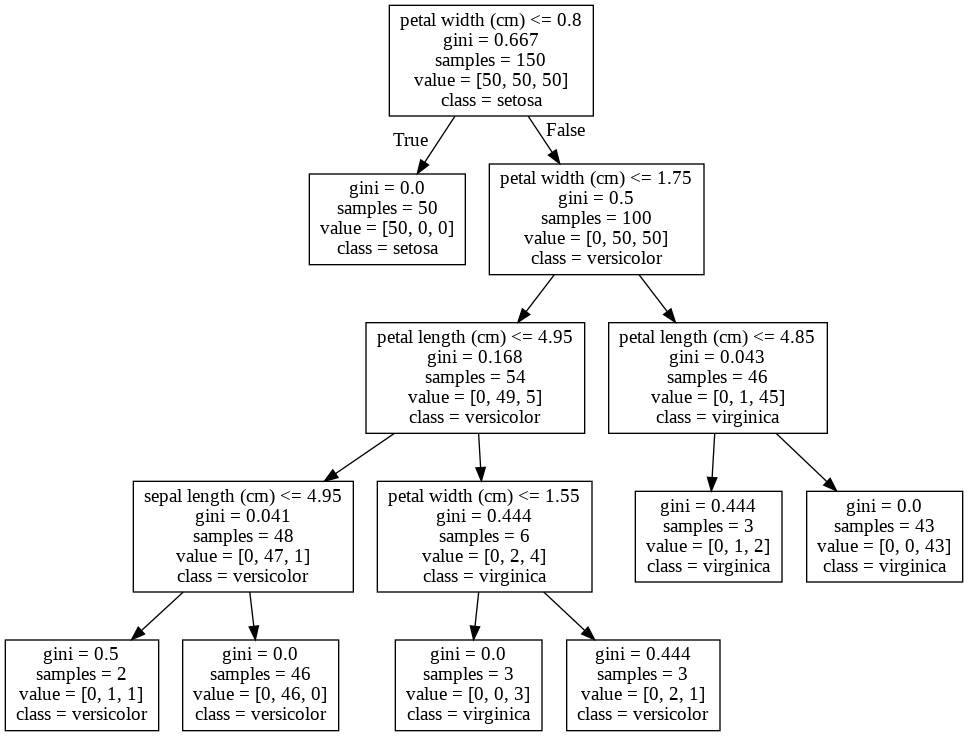 petal width (cm) <= 0.8
gini = 0.667
samples = 150
value = [50, 50, 50]
class = setosa
True
False
gini = 0.0
samples = 50
value = [50, 0, 0]
class = setosa
petal width (cm) <= 1.75
gini = 0.5
samples = 100
value = [0, 50, 50]
class = versicolor
petal length (cm) <= 4.95
gini = 0.168
samples = 54
value = [0, 49, 5]
class = versicolor
petal length (cm) <= 4.85
gini = 0.043
samples = 46
value = [0, 1, 45]
class = virginica
sepal length (cm) <= 4.95
gini = 0.041
samples = 48
value = [0, 47, 1]
class = versicolor
petal width (cm) <= 1.55
gini = 0.444
samples = 6
value = [0, 2, 4]
class = virginica
gini = 0.444
samples = 3
value = [0, 1, 2]
class = virginica
gini = 0.0
samples = 43
value = [0, 0, 43]
class = virginica
gini = 0.5
samples = 2
value = [0, 1, 1]
class = versicolor
gini = 0.0
samples = 46
value = [0, 46, 0]
class = versicolor
gini = 0.0
samples = 3
value = [0, 0, 3]
class = virginica
gini = 0.444
samples = 3
value = [0, 2, 1]
class = versicolor